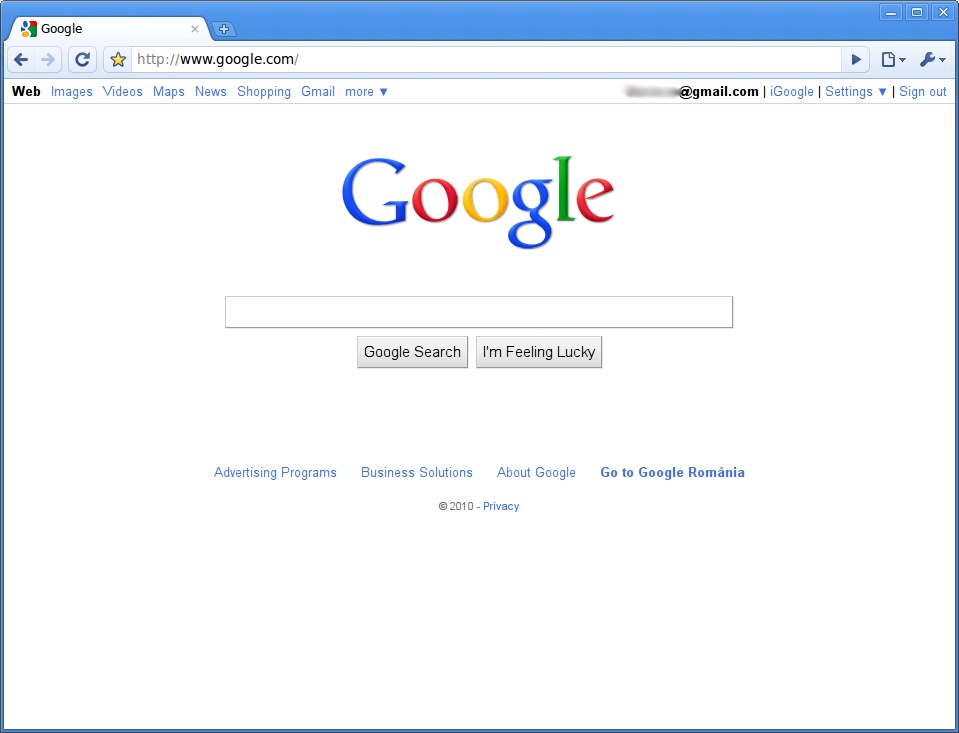 Google
http://www.google.com/
Web Images Videos Maps News Shopping Gmail more ▼ @gmail.com | iGoogle | Settings ▼ | Sign out
Google
Google Search I'm Feeling Lucky
Advertising Programs Business Solutions About Google Go to Google România
© 2010 - Privacy